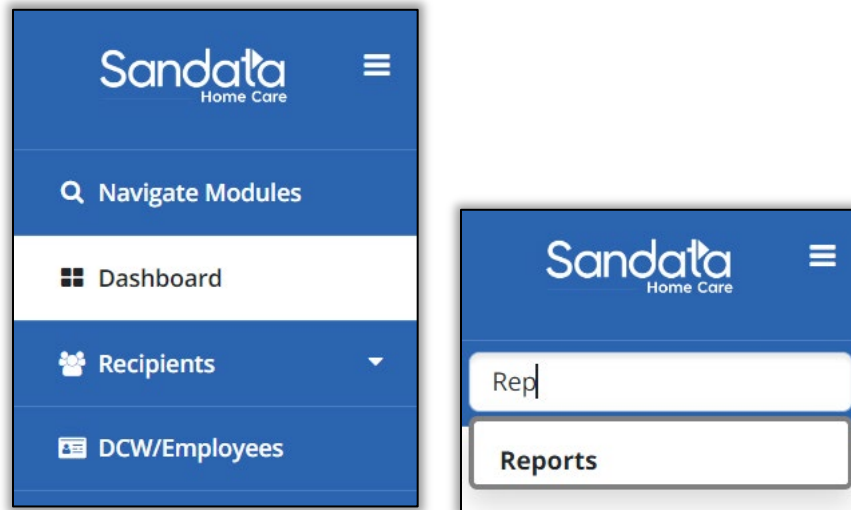 Sandata
Home Care
Navigate Modules
Dashboard
Recipients
DCW/Employees
Sandata
Home Care
Rep
Reports